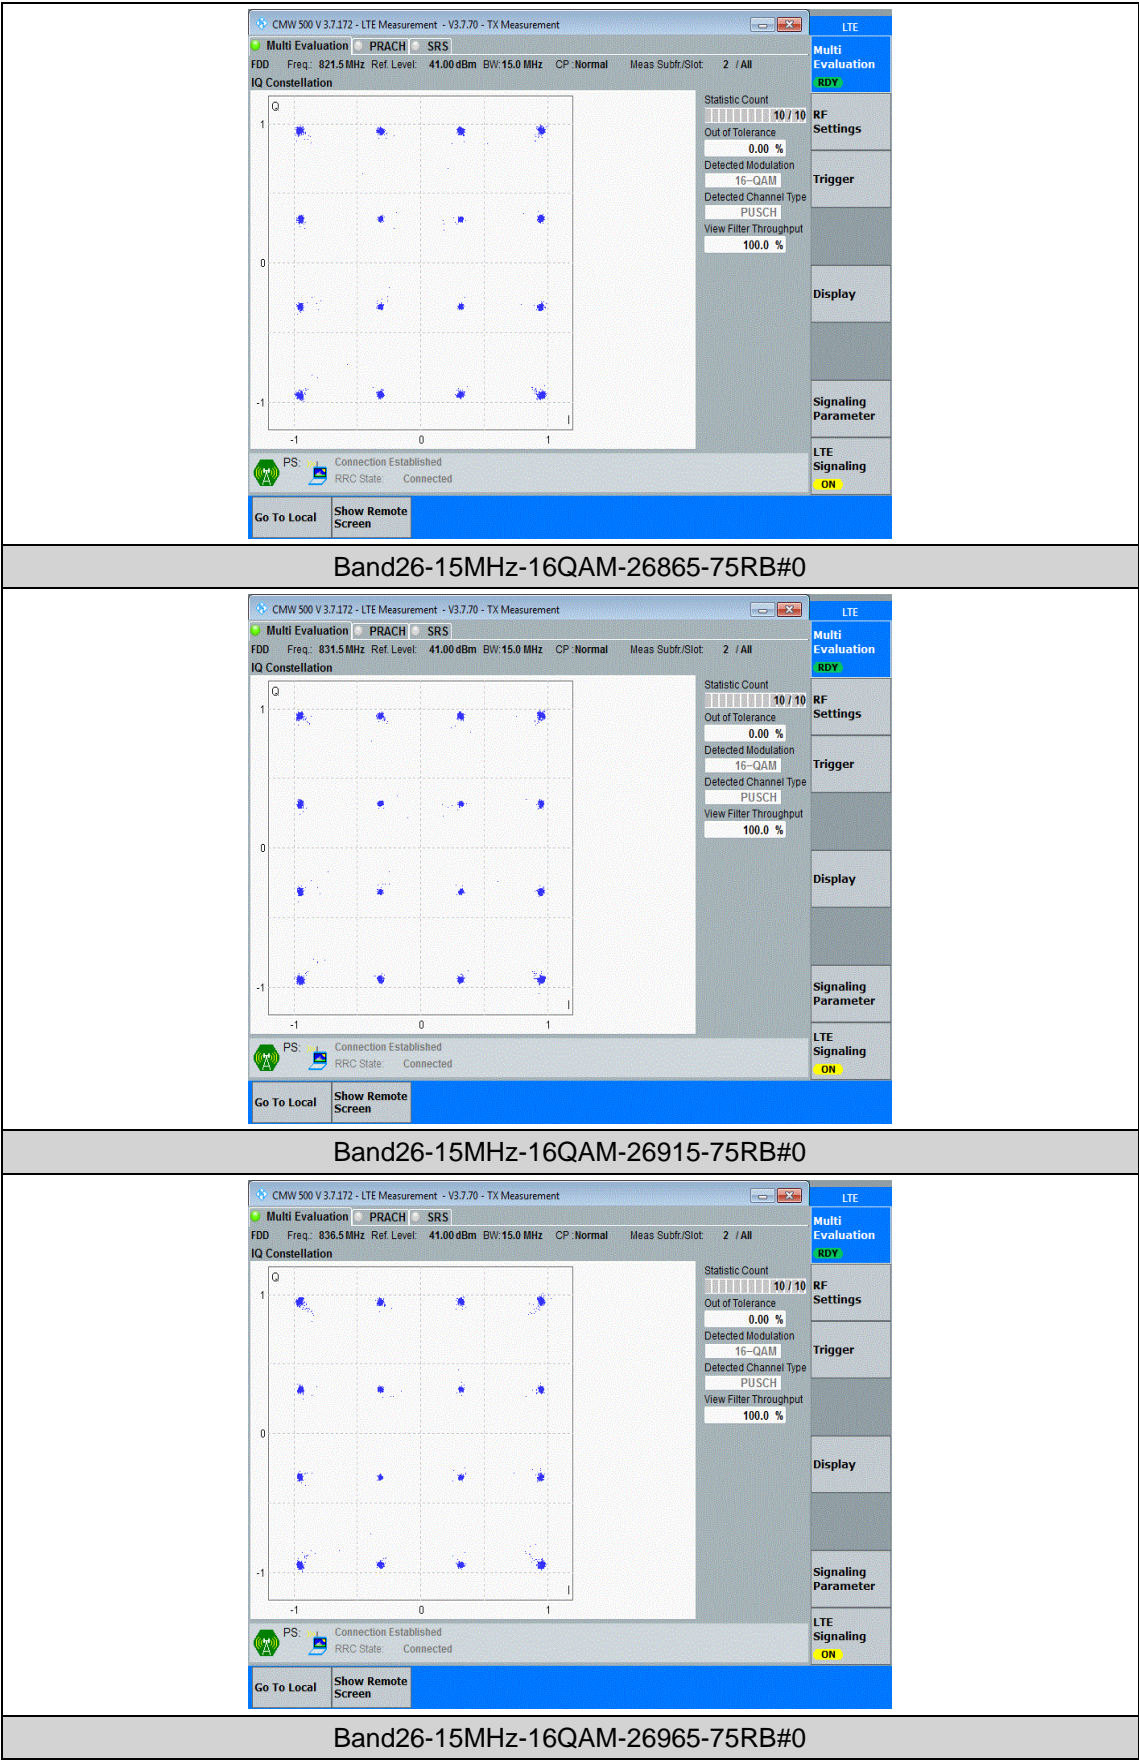 CMW 500 V 3.7.172 - LTE Measurement - V3.7.70 - TX Measurement
LTE
Multi Evaluation PRACH SRS
Multi
Evaluation
RDY
FDD Freq.: 821.5 MHz Ref. Level: 41.00 dBm BW: 15.0 MHz CP : Normal Meas Subfr./Slot: 2 / All
IQ Constellation
Q
1
0
-1
-1 0 1
I
Statistic Count
10 / 10
Out of Tolerance
0.00 %
Detected Modulation
16-QAM
Detected Channel Type
PUSCH
View Filter Throughput
100.0 %
RF
Settings
Trigger
Display
Signaling
Parameter
LTE
Signaling
ON
PS: Connection Established
RRC State: Connected
Go To Local
Show Remote
Screen
Band26-15MHz-16QAM-26865-75RB#0
CMW 500 V 3.7.172 - LTE Measurement - V3.7.70 - TX Measurement
LTE
Multi Evaluation PRACH SRS
Multi
Evaluation
RDY
FDD Freq.: 831.5 MHz Ref. Level: 41.00 dBm BW: 15.0 MHz CP : Normal Meas Subfr./Slot: 2 / All
IQ Constellation
Q
1
0
-1
-1 0 1
I
Statistic Count
10 / 10
Out of Tolerance
0.00 %
Detected Modulation
16-QAM
Detected Channel Type
PUSCH
View Filter Throughput
100.0 %
RF
Settings
Trigger
Display
Signaling
Parameter
LTE
Signaling
ON
PS: Connection Established
RRC State: Connected
Go To Local
Show Remote
Screen
Band26-15MHz-16QAM-26915-75RB#0
CMW 500 V 3.7.172 - LTE Measurement - V3.7.70 - TX Measurement
LTE
Multi Evaluation PRACH SRS
Multi
Evaluation
RDY
FDD Freq.: 836.5 MHz Ref. Level: 41.00 dBm BW: 15.0 MHz CP : Normal Meas Subfr./Slot: 2 / All
IQ Constellation
Q
1
0
-1
-1 0 1
I
Statistic Count
10 / 10
Out of Tolerance
0.00 %
Detected Modulation
16-QAM
Detected Channel Type
PUSCH
View Filter Throughput
100.0 %
RF
Settings
Trigger
Display
Signaling
Parameter
LTE
Signaling
ON
PS: Connection Established
RRC State: Connected
Go To Local
Show Remote
Screen
Band26-15MHz-16QAM-26965-75RB#0